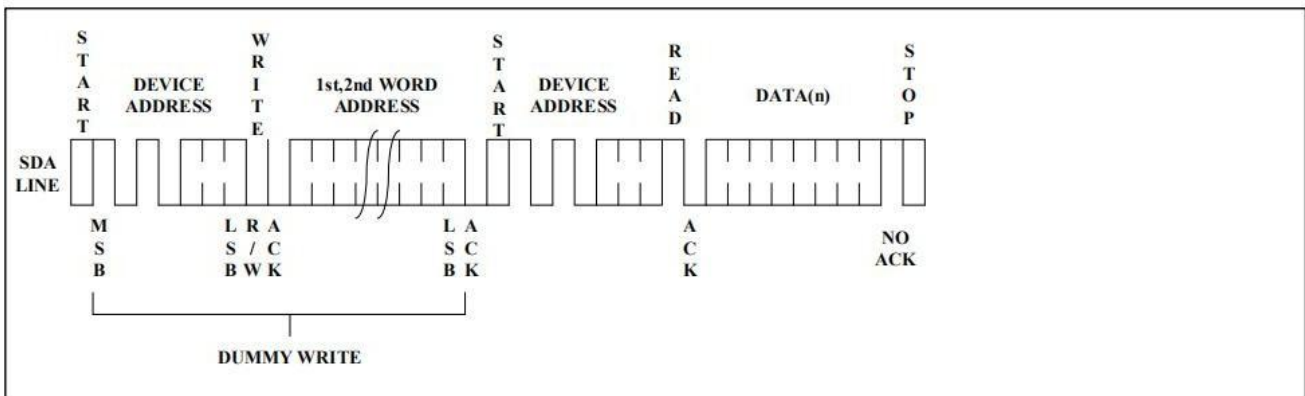 START
WRITE
START
READ
STOP
DEVICE
ADDRESS
1st,2nd WORD
ADDRESS
DEVICE
ADDRESS
DATA(n)
SDA
LINE
MSB
LSB
R/W
ACK
LSB
ACK
ACK
NO
ACK
DUMMY WRITE